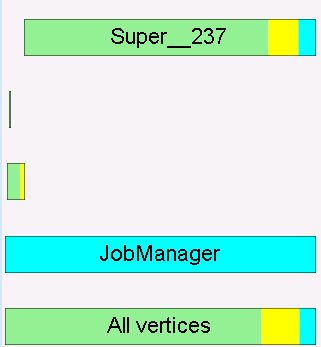 Super__237
JobManager
All vertices